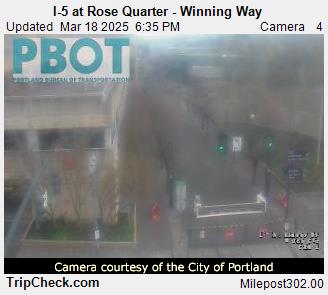 I-5 at Rose Quarter - Winning Way
Updated Mar 18 2025 6:35 PM Camera 4
PBOT
PORTLAND BUREAU OF TRANSPORTATION
Camera courtesy of the City of Portland
TripCheck.com Milepost302.00